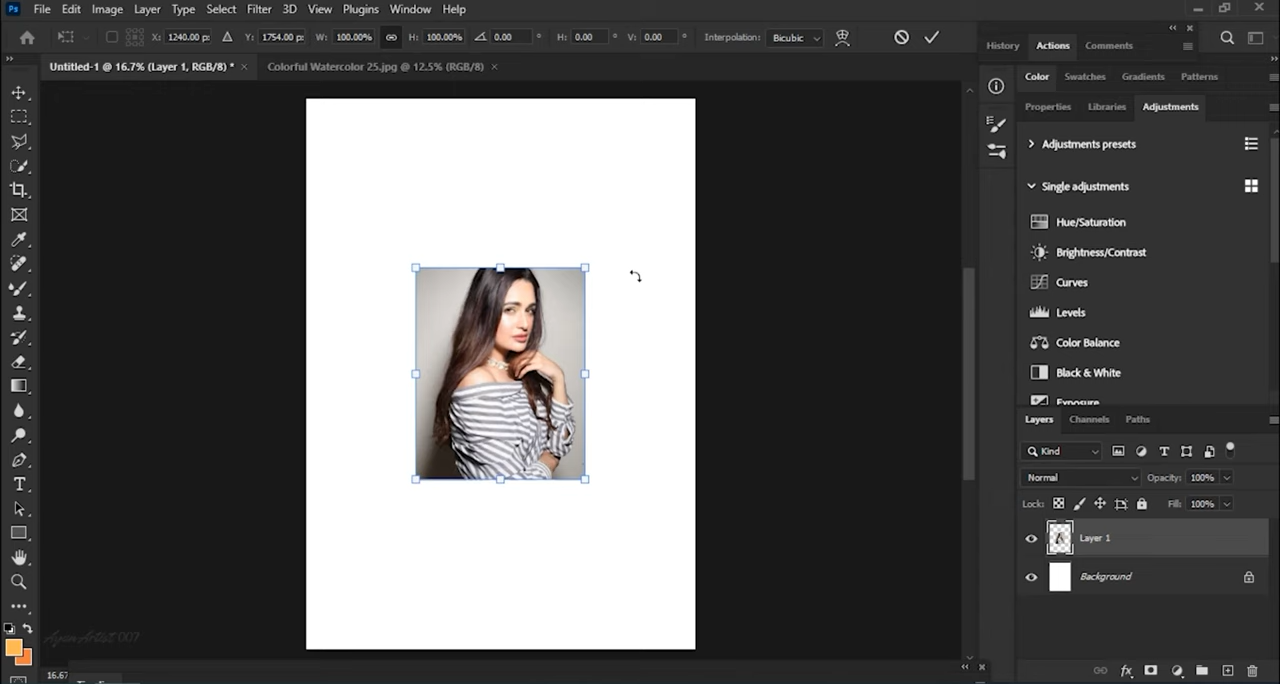 Ps File Edit Image Layer Type Select Filter 3D View Plugins Window Help
X: 1240.00 p: Y: 1754.00 p: W: 100.00% H: 100.00% 0.00 ° H: 0.00 ° V: 0.00 ° Interpolation: Bicubic
Untitled-1 @ 16.7% (Layer 1, RGB/8) * × Colorful Watercolor 25.jpg @ 12.5% (RGB/8) ×
History Actions Comments
Color Swatches Gradients Patterns
Properties Libraries Adjustments
Adjustments presets
Single adjustments
Hue/Saturation
Brightness/Contrast
Curves
Levels
Color Balance
Black & White
Exposure
Layers Channels Paths
Kind
Normal Opacity: 100%
Lock: Fill: 100%
Layer 1
Background
Ayan Artist 007
16.67